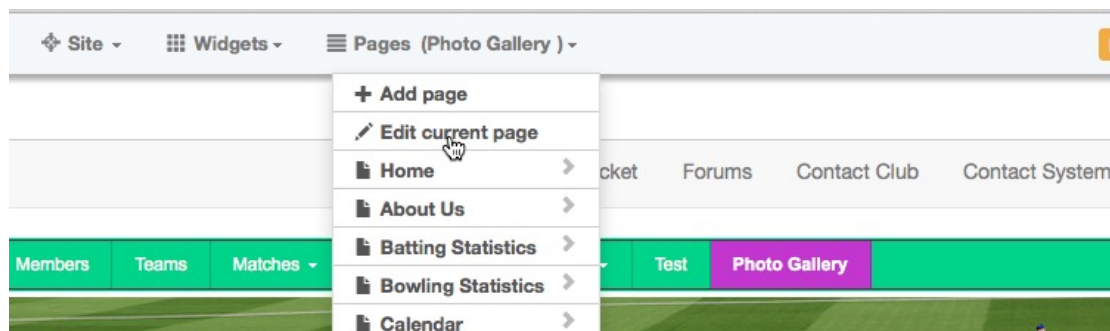 Site Widgets Pages (Photo Gallery )
Add page
Edit current page
Home
Forums Contact Club Contact System
About Us
Batting Statistics
Members Teams Matches Test Photo Gallery
Bowling Statistics
Calendar